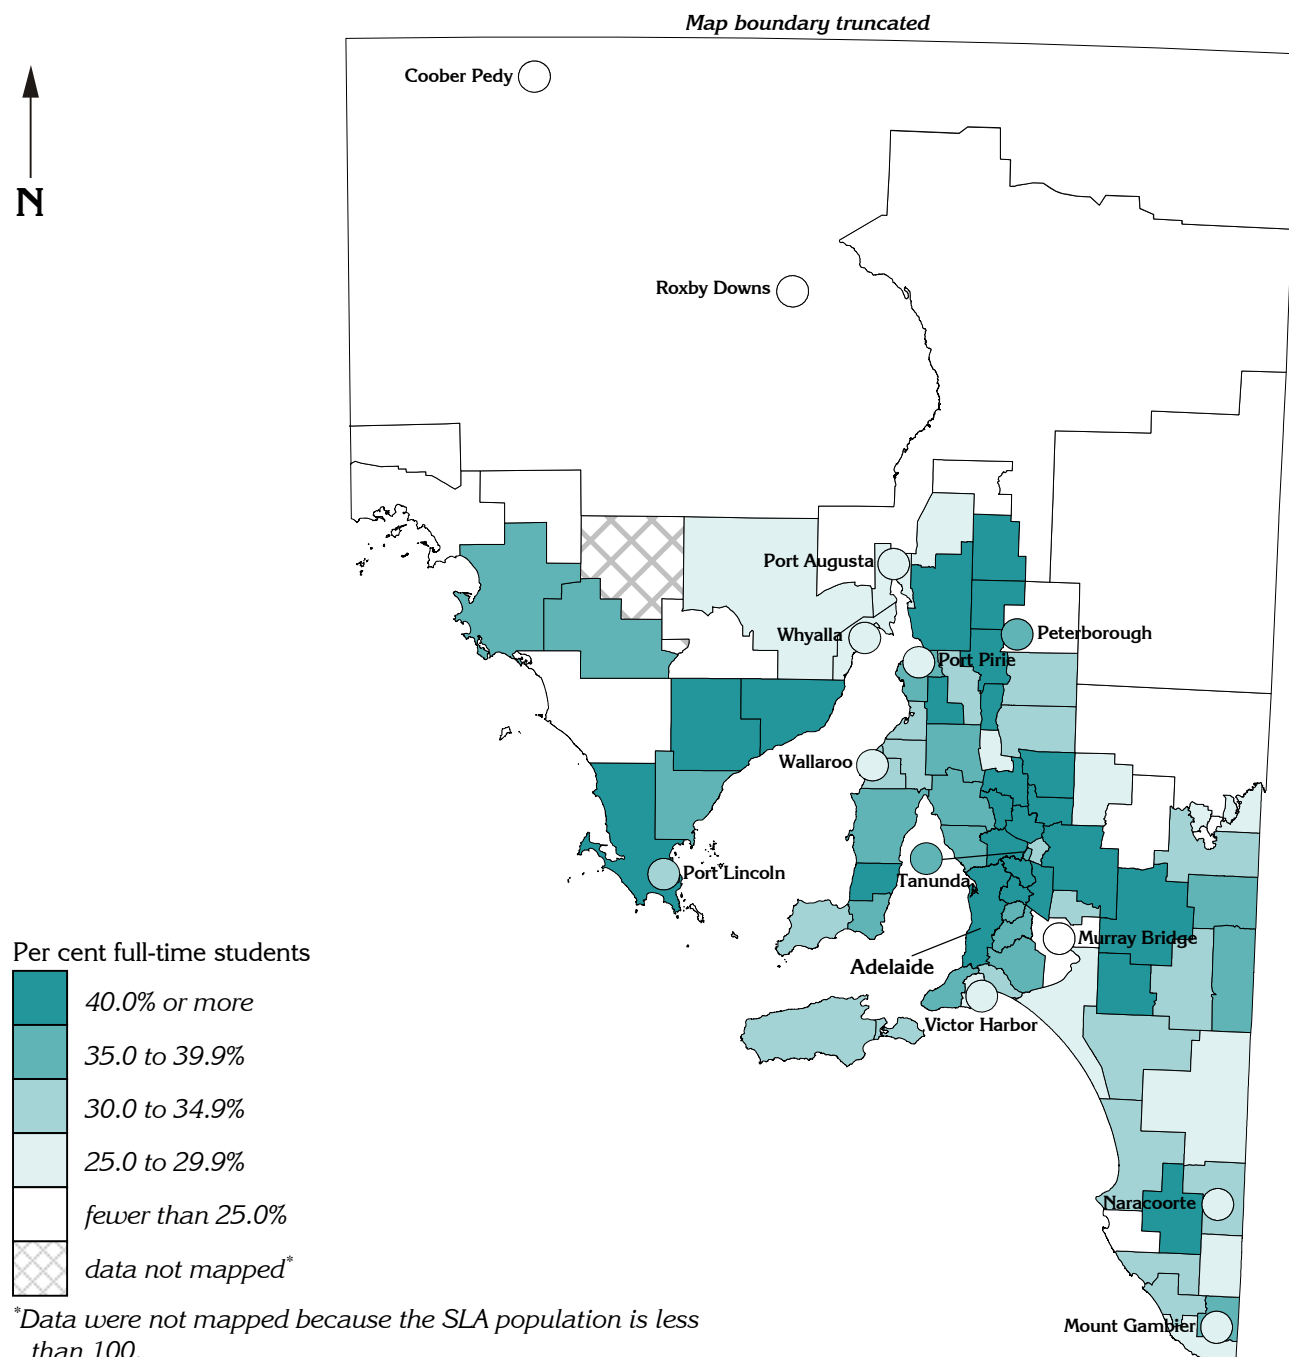 Map boundary truncated
Coober Pedy
N
Roxby Downs
Port Augusta
Whyalla
Peterborough
Port Pirie
Wallaroo
Port Lincoln
Tanunda
Murray Bridge
Adelaide
Victor Harbor
Per cent full-time students
40.0% or more
35.0 to 39.9%
30.0 to 34.9%
25.0 to 29.9%
fewer than 25.0%
data not mapped*
Naracoorte
Mount Gambier
*Data were not mapped because the SLA population is less
than 100.